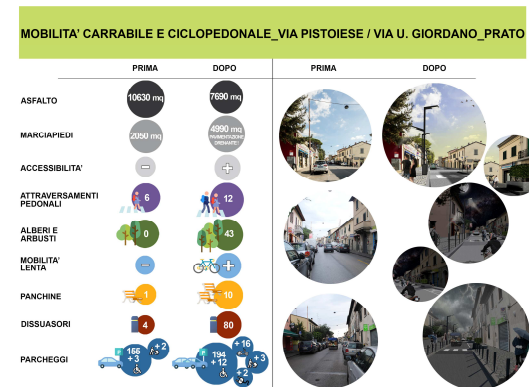 MOBILITA' CARRABILE E CICLOPEDONALE_VIA PISTOIESE / VIA U. GIORDANO_PRATO
PRIMA DOPO PRIMA DOPO
ASFALTO 10630 mq 7690 mq
MARCIAPIEDI 2050 mq 4990 mq
PAVIMENTAZIONE
DRENANTE!
ACCESSIBILITA' - +
ATTRAVERSAMENTI
PEDONALI 6 12
ALBERI E
ARBUSTI 0 43
MOBILITA'
LENTA - +
PANCHINE 1 10
DISSUASORI 4 80
PARCHEGGI P 166 + 3 + 2 P 194 + 12 + 16 + 3 + 2